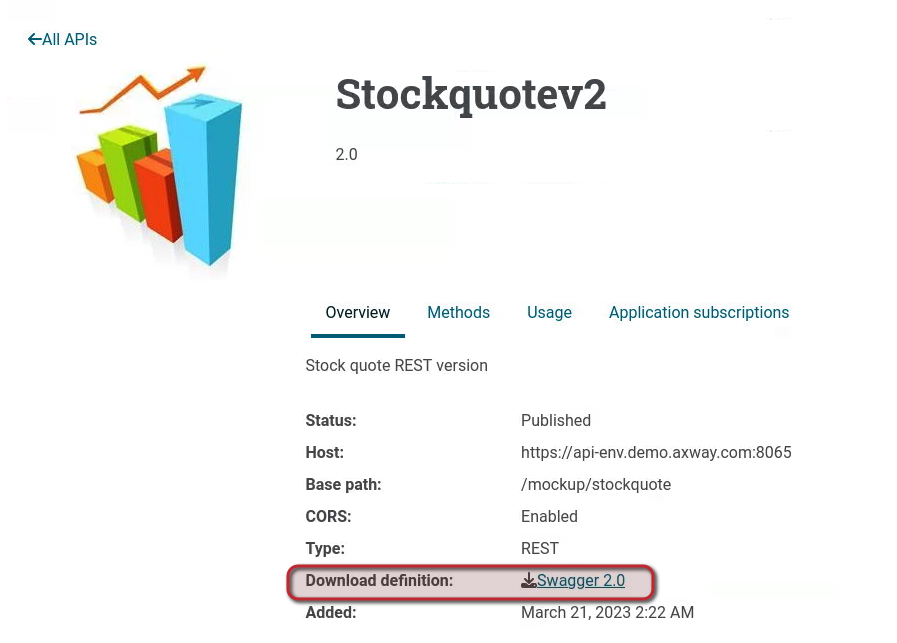 All APIs
Stockquotev2
2.0
Overview Methods Usage Application subscriptions
Stock quote REST version
Status: Published
Host: https://api-env.demo.axway.com:8065
Base path: /mockup/stockquote
CORS: Enabled
Type: REST
Download definition: Swagger 2.0
Added: March 21, 2023 2:22 AM